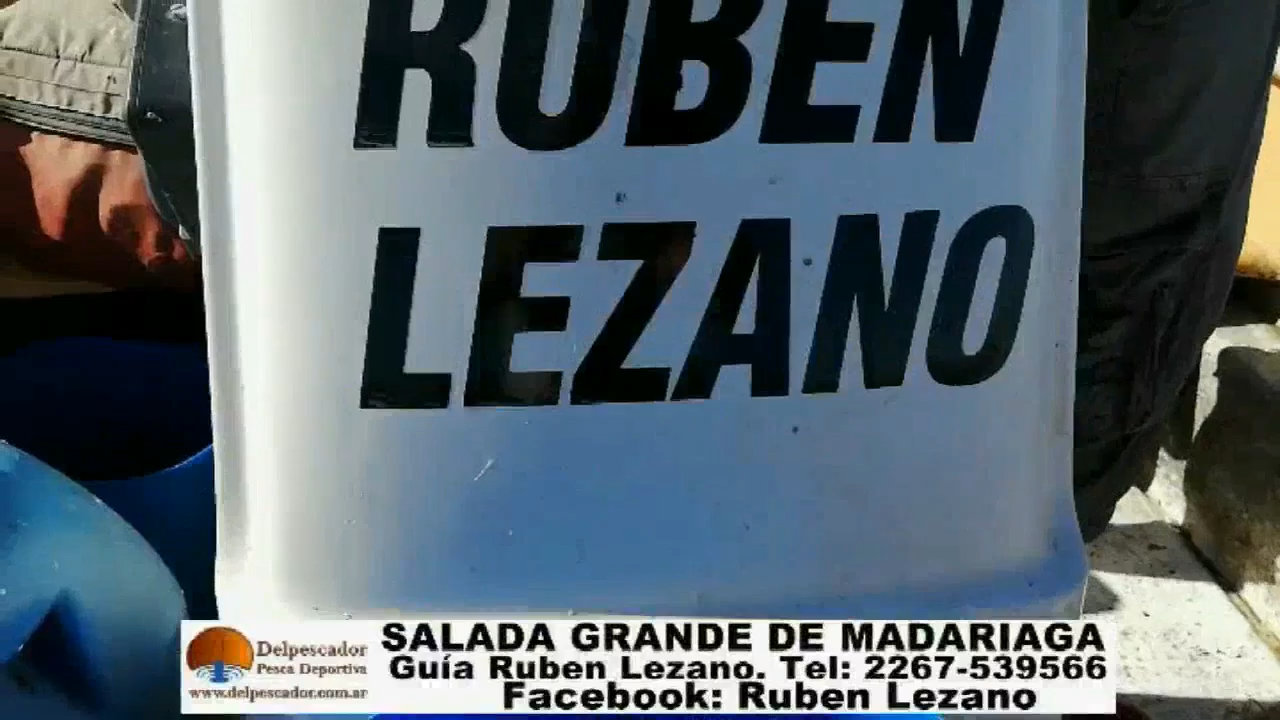 RUBEN
LEZANO
Delpescador
Pesca Deportiva
www.delpescador.com.ar
SALADA GRANDE DE MADARIAGA
Guía Ruben Lezano. Tel: 2267-539566
Facebook: Ruben Lezano